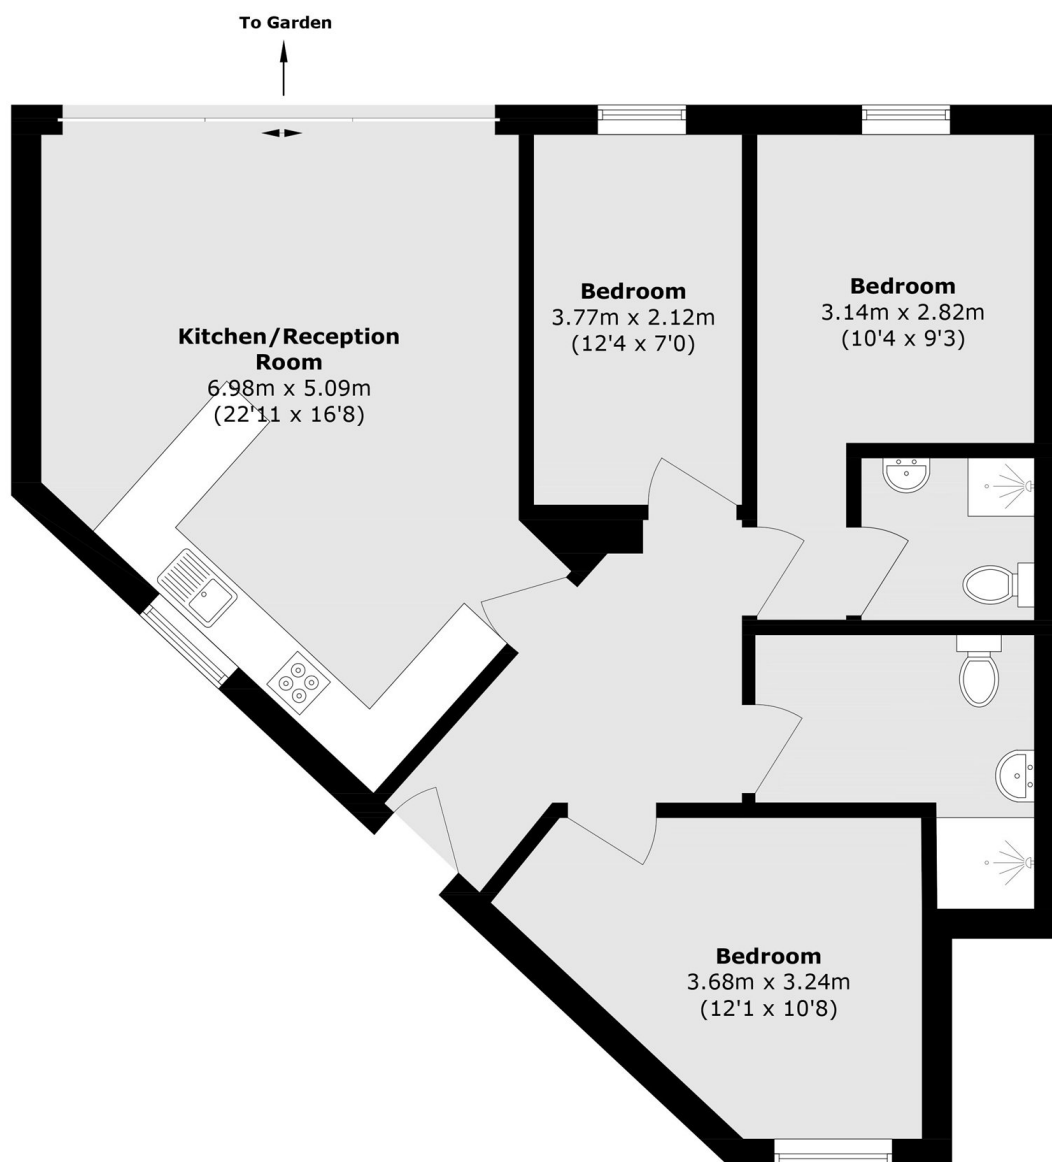 To Garden
Kitchen/Reception
Room
6.98m x 5.09m
(22'11 x 16'8)
Bedroom
3.77m x 2.12m
(12'4 x 7'0)
Bedroom
3.14m x 2.82m
(10'4 x 9'3)
Bedroom
3.68m x 3.24m
(12'1 x 10'8)